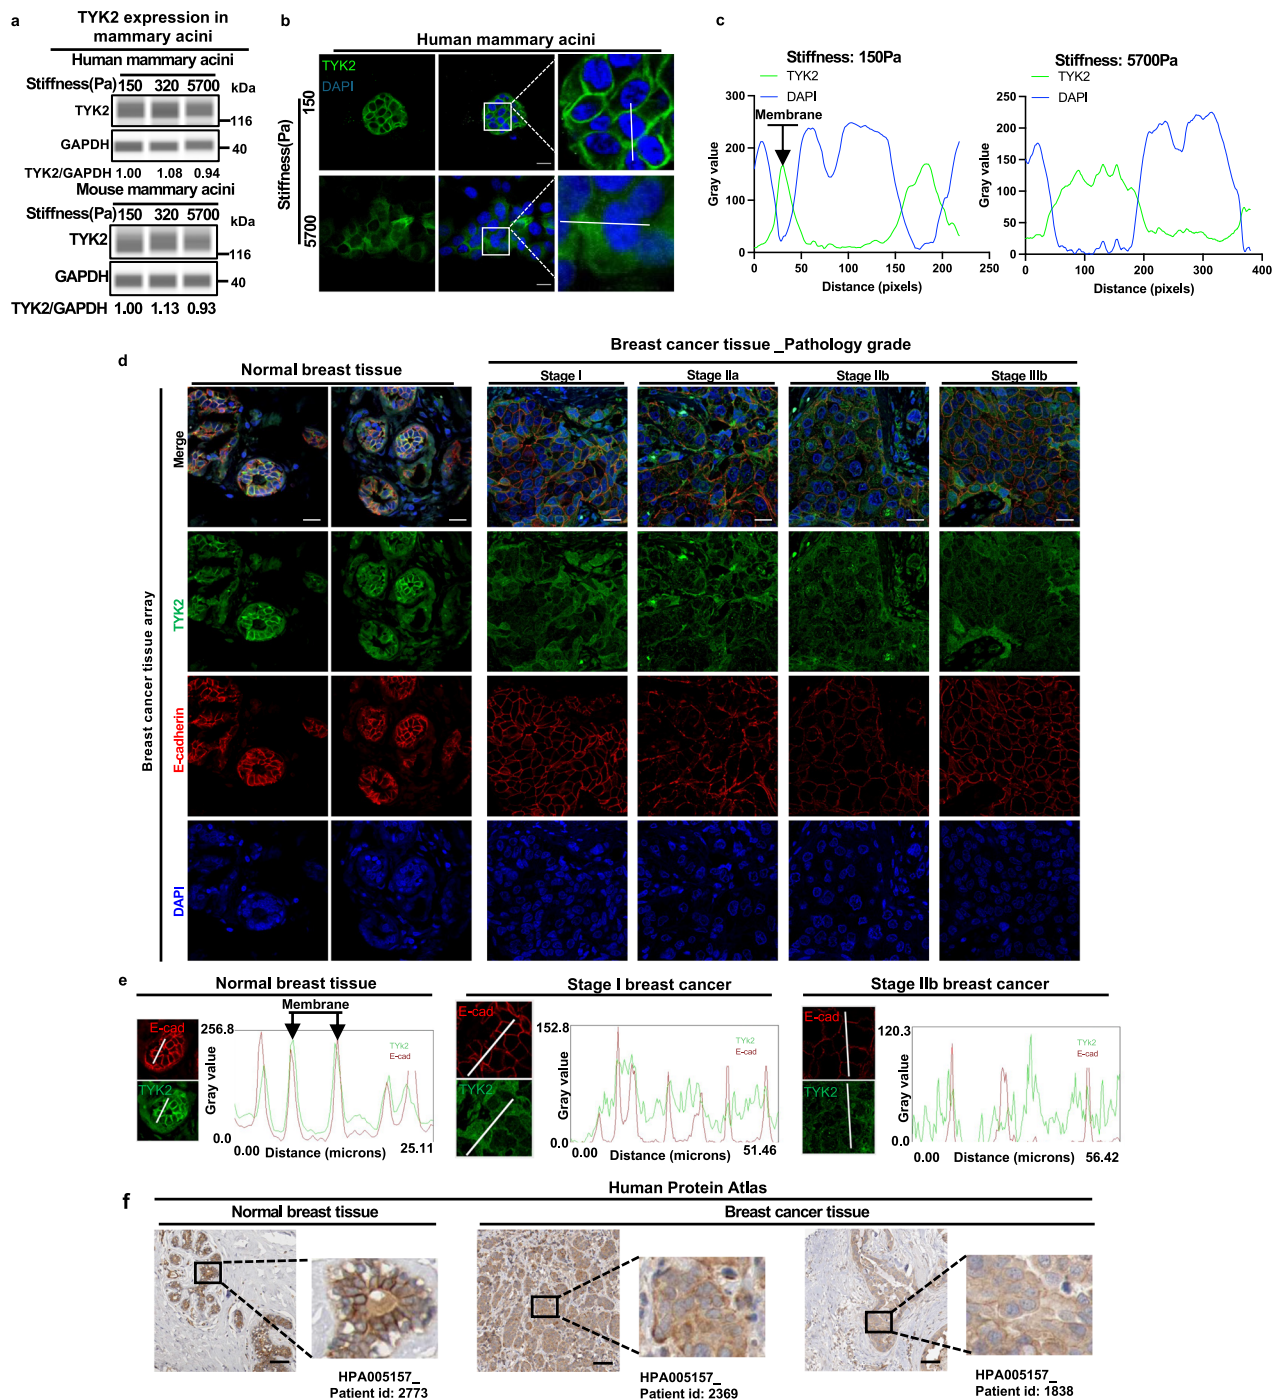 a
TYK2 expression in
mammary acini
Human mammary acini
Stiffness(Pa) 150 320 5700 kDa
TYK2
116
GAPDH
40
TYK2/GAPDH 1.00 1.08 0.94
Mouse mammary acini
Stiffness(Pa) 150 320 5700 kDa
TYK2
116
GAPDH
40
TYK2/GAPDH 1.00 1.13 0.93
b
Human mammary acini
TYK2
DAPI
Stiffness(Pa)
150
5700
c
Stiffness: 150Pa
TYK2
DAPI
Membrane
Gray value
300
200
100
0
0 50 100 150 200 250
Distance (pixels)
Stiffness: 5700Pa
TYK2
DAPI
Gray value
250
200
150
100
50
0
0 100 200 300 400
Distance (pixels)
d
Normal breast tissue
Breast cancer tissue _Pathology grade
Stage I
Stage IIa
Stage IIb
Stage IIIb
Breast cancer tissue array
Merge
TYK2
E-cadherin
DAPI
e
Normal breast tissue
E-cad
TYK2
Membrane
256.8
Gray value
0.0
0.00 Distance (microns) 25.11
TYk2
E-cad
Stage I breast cancer
E-cad
TYK2
152.8
Gray value
0.0
0.00 Distance (microns) 51.46
TYk2
E-cad
Stage IIb breast cancer
E-cad
TYK2
120.3
Gray value
0.0
0.00 Distance (microns) 56.42
TYk2
E-cad
f
Human Protein Atlas
Normal breast tissue
Breast cancer tissue
HPA005157_
Patient id: 2773
HPA005157_
Patient id: 2369
HPA005157_
Patient id: 1838